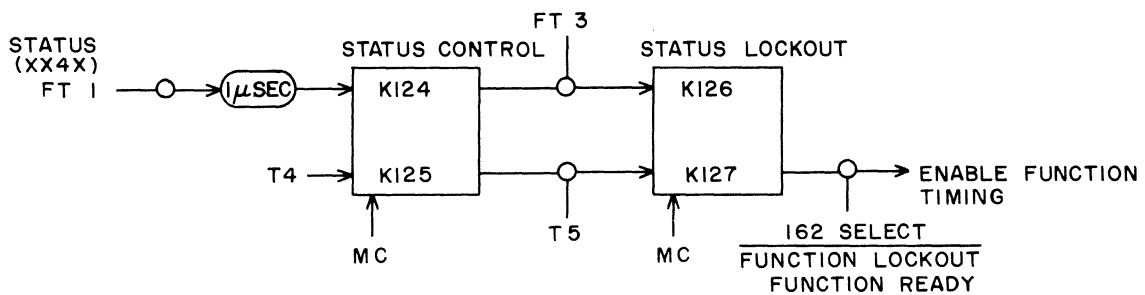 FT 3
STATUS
(XX4X)
FT 1
1μSEC
STATUS CONTROL
K124
K125
T4
MC
T5
STATUS LOCKOUT
K126
K127
MC
ENABLE FUNCTION
TIMING
162 SELECT
FUNCTION LOCKOUT
FUNCTION READY